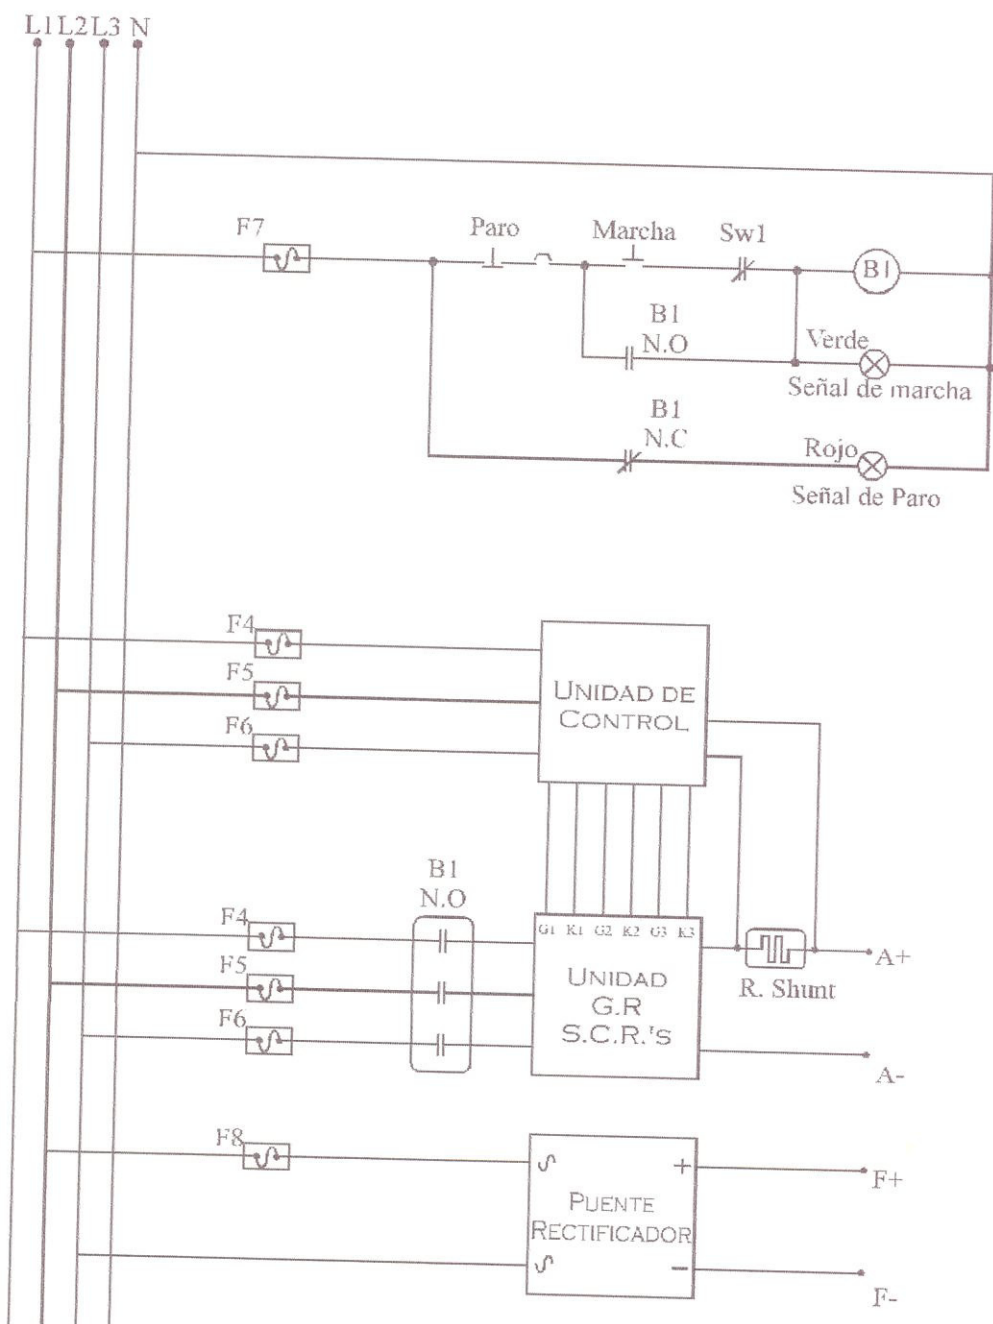 L1 L2 L3 N
F7
Paro
Marcha
Sw1
B1
B1
N.O
Verde
Señal de marcha
B1
N.C
Rojo
Señal de Paro
F4
F5
F6
UNIDAD DE
CONTROL
B1
N.O
F4
F5
F6
G1 K1 G2 K2 G3 K3
UNIDAD
G.R
S.C.R.'s
R. Shunt
A+
A-
F8
+
PUENTE
RECTIFICADOR
−
F+
F-